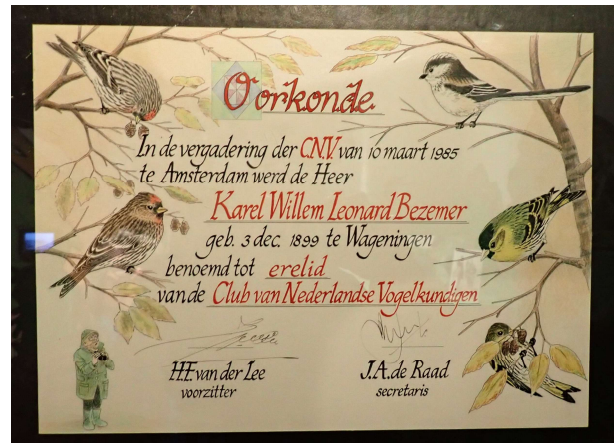 Oorkonde
In de vergadering der C.N.V. van 10 maart 1985
te Amsterdam werd de Heer
Karel Willem Leonard Bezemer
geb. 3 dec. 1899 te Wageningen
benoemd tot erelid
van de Club van Nederlandse Vogelkundigen
H.F. van der Lee J.A. de Raad
voorzitter secretaris